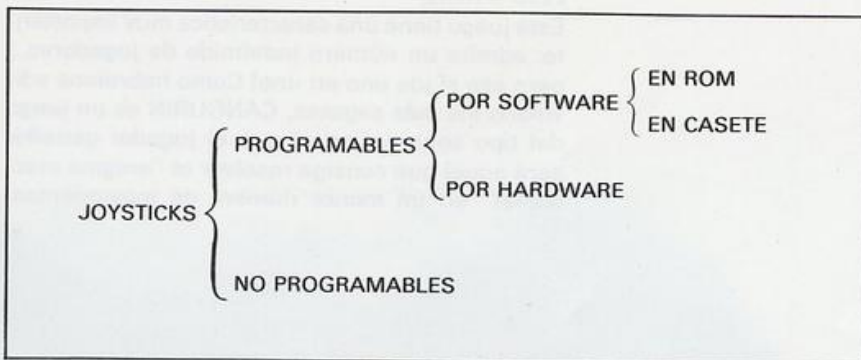 JOYSTICKS
PROGRAMABLES
POR SOFTWARE
EN ROM
EN CASETE
POR HARDWARE
NO PROGRAMABLES